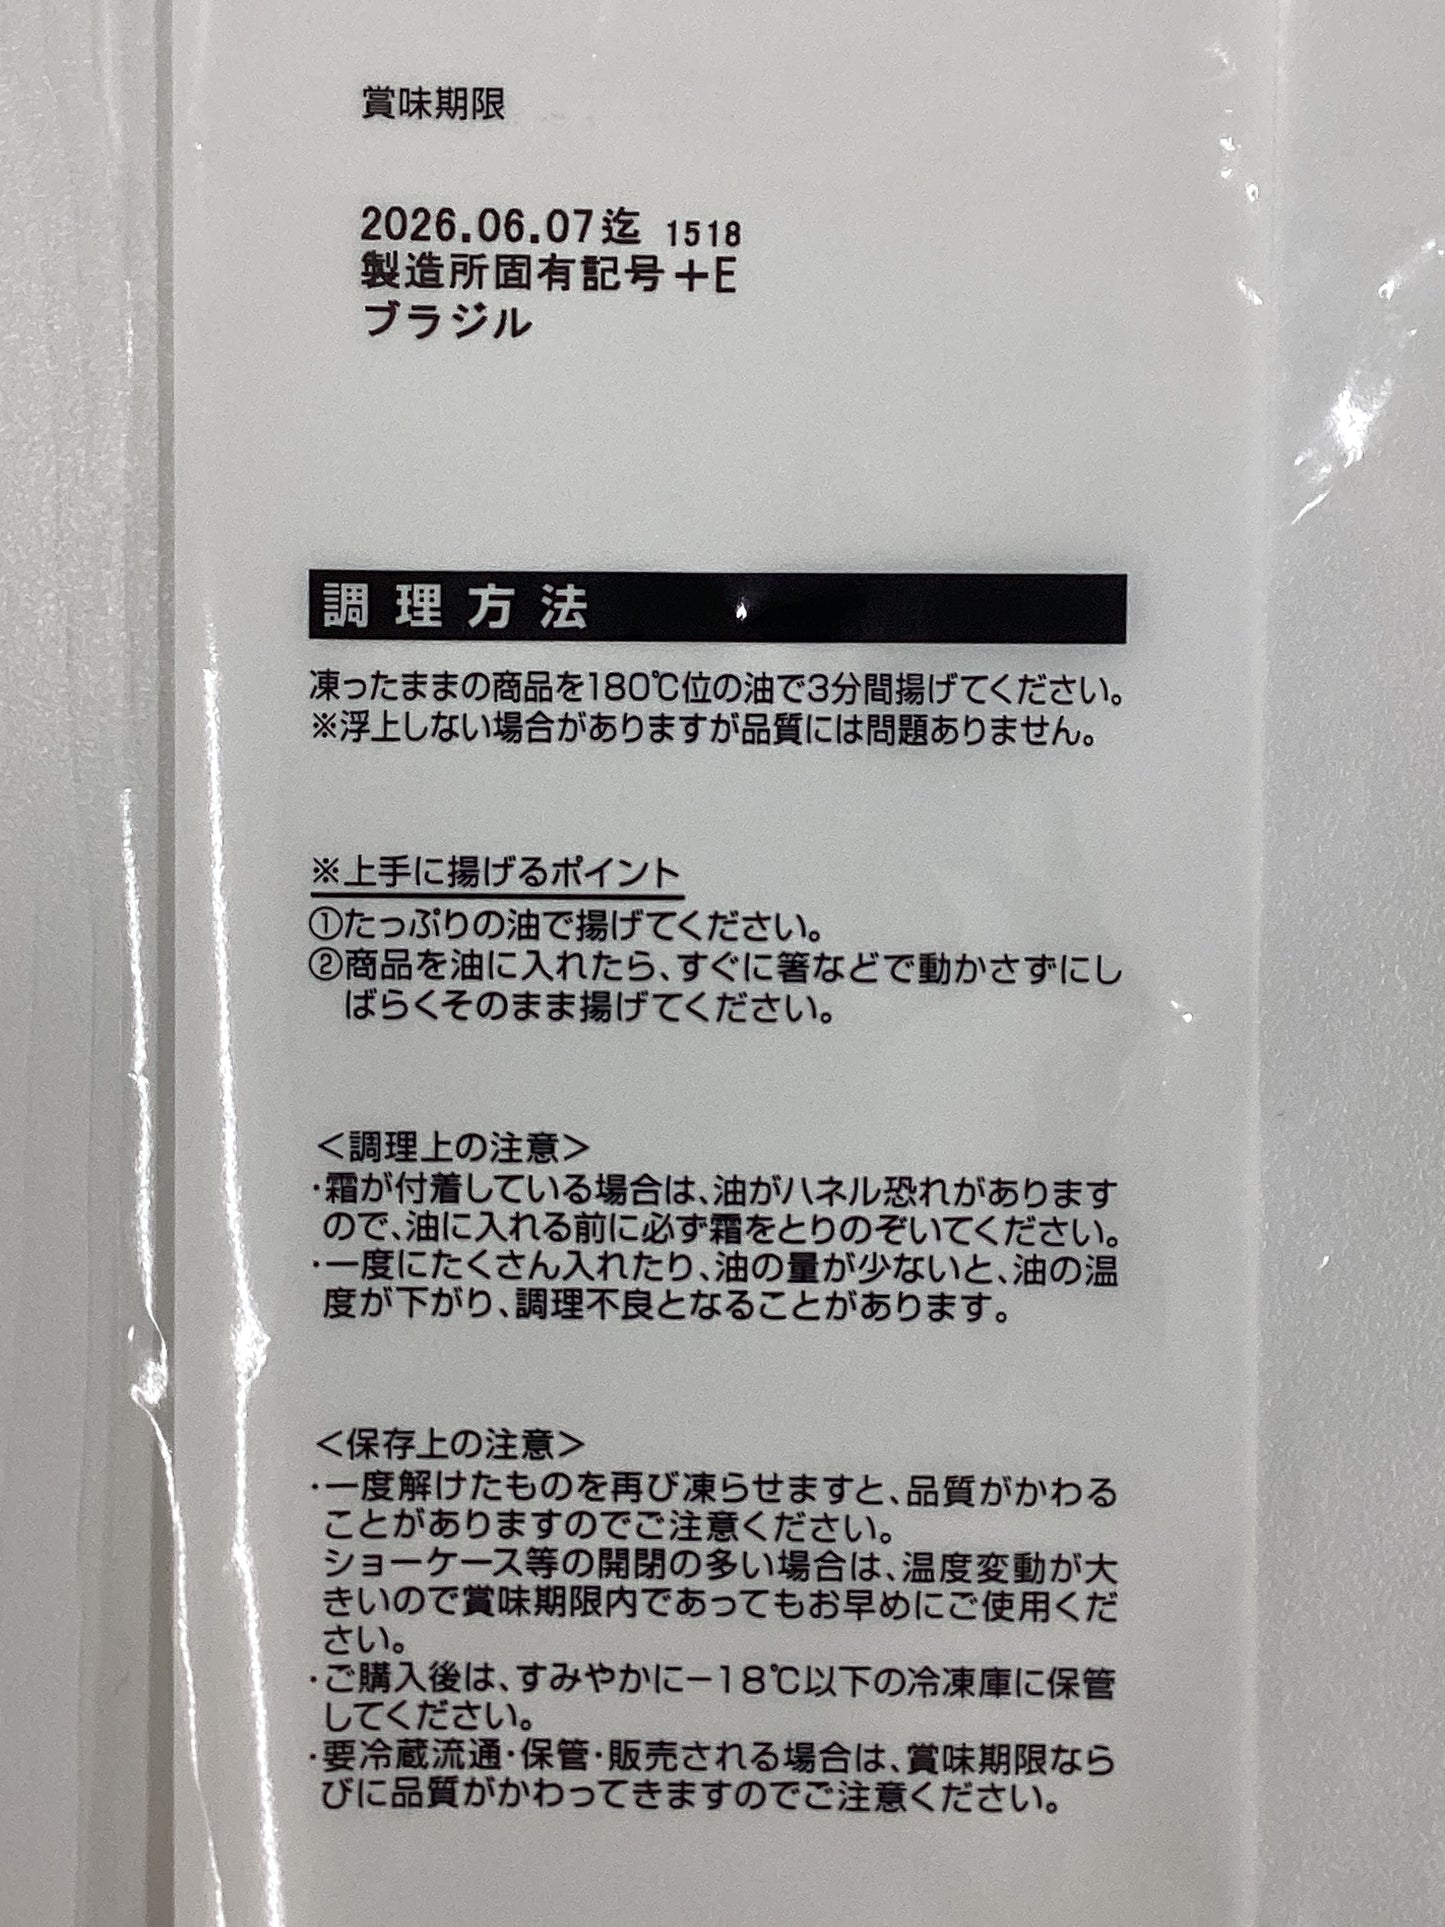 賞味期限
2026.06.07迄 1518
製造所固有記号+E
ブラジル
調理方法
凍ったままの商品を180℃位の油で3分間揚げてください。
※浮上しない場合がありますが品質には問題ありません。
※上手に揚げるポイント
①たっぷりの油で揚げてください。
②商品を油に入れたら、すぐに箸などで動かさずにし
ばらくそのまま揚げてください。
<調理上の注意>
・霜が付着している場合は、油がハネル恐れがあります
ので、油に入れる前に必ず霜をとりのぞいてください。
・一度にたくさん入れたり、油の量が少ないと、油の温
度が下がり、調理不良となることがあります。
<保存上の注意>
・一度解けたものを再び凍らせますと、品質がかわる
ことがありますのでご注意ください。
ショーケース等の開閉の多い場合は、温度変動が大
きいので賞味期限内であってもお早めにご使用くだ
さい。
・ご購入後は、すみやかに−18℃以下の冷凍庫に保管
してください。
・要冷蔵流通・保管・販売される場合は、賞味期限なら
びに品質がかわってきますのでご注意ください。